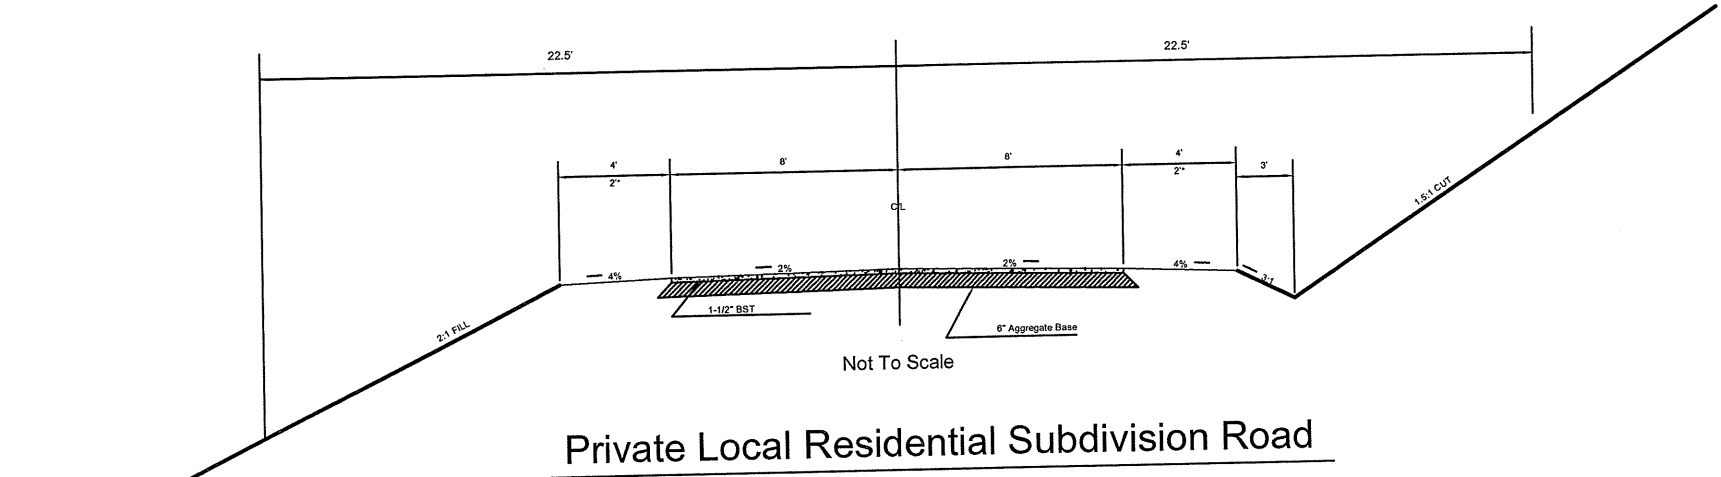 22.5'
22.5'
4'
8'
8'
4'
3'
2'*
2'*
CL
1.5:1 CUT
4%
2%
2%
4%
3:1
2:1 FILL
1-1/2" BST
6" Aggregate Base
Not To Scale
Private Local Residential Subdivision Road